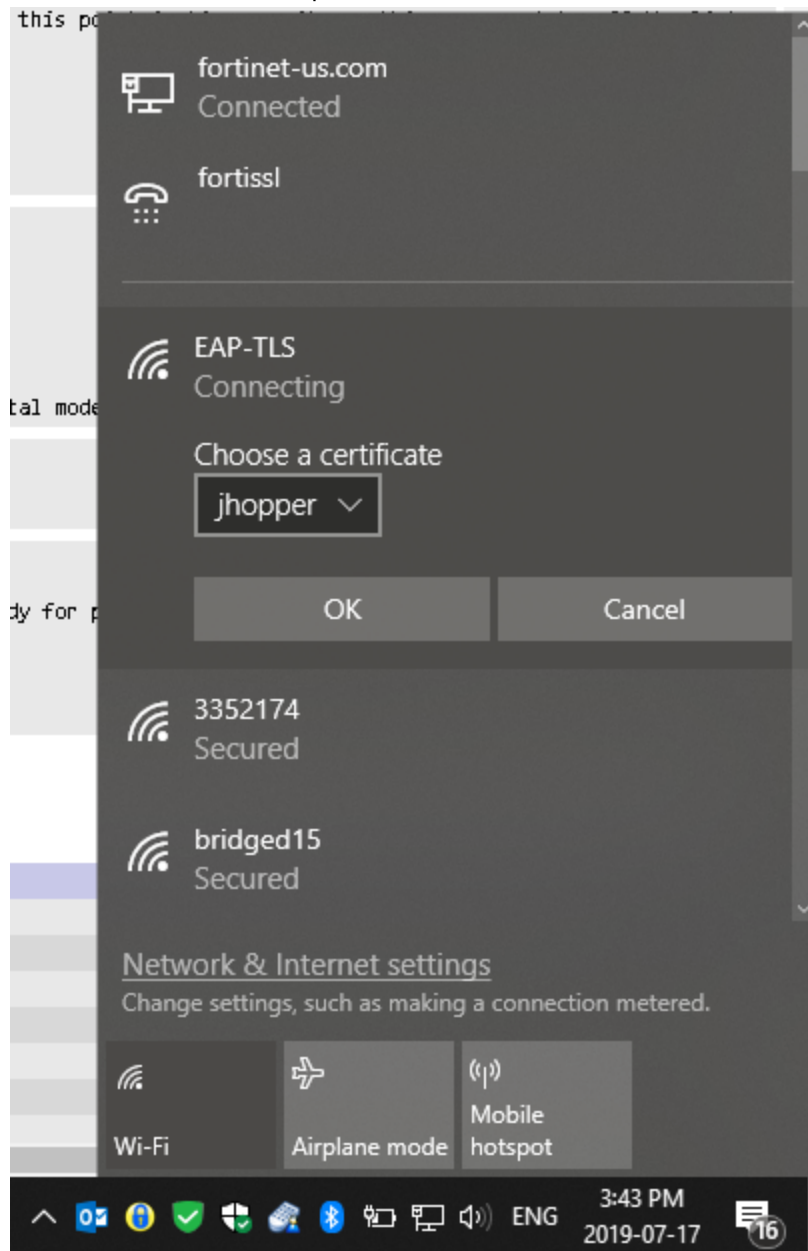 this po
fortinet-us.com
Connected
fortissl
EAP-TLS
Connecting
tal mode
Choose a certificate
jhopper
dy for p
OK
Cancel
3352174
Secured
bridged15
Secured
Network & Internet settings
Change settings, such as making a connection metered.
Wi-Fi
Airplane mode
Mobile
hotspot
ENG
3:43 PM
2019-07-17
16